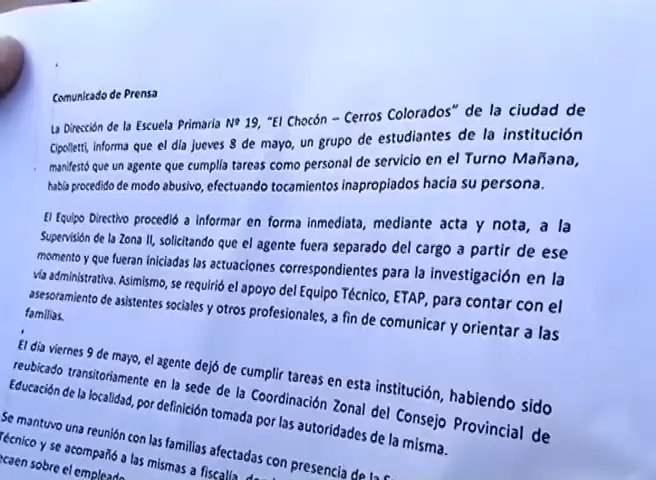 Comunicado de Prensa
La Dirección de la Escuela Primaria Nº 19, "El Chocón – Cerros Colorados" de la ciudad de
Cipolletti, informa que el día jueves 8 de mayo, un grupo de estudiantes de la institución
manifestó que un agente que cumplía tareas como personal de servicio en el Turno Mañana,
había procedido de modo abusivo, efectuando tocamientos inapropiados hacia su persona.
El Equipo Directivo procedió a informar en forma inmediata, mediante acta y nota, a la
Supervisión de la Zona II, solicitando que el agente fuera separado del cargo a partir de ese
momento y que fueran iniciadas las actuaciones correspondientes para la investigación en la
vía administrativa. Asimismo, se requirió el apoyo del Equipo Técnico, ETAP, para contar con el
asesoramiento de asistentes sociales y otros profesionales, a fin de comunicar y orientar a las
familias.
El día viernes 9 de mayo, el agente dejó de cumplir tareas en esta institución, habiendo sido
reubicado transitoriamente en la sede de la Coordinación Zonal del Consejo Provincial de
Educación de la localidad, por definición tomada por las autoridades de la misma.
Se mantuvo una reunión con las familias afectadas con presencia de la
Técnico y se acompañó a las mismas a fiscalía,
ecaen sobre el empleado